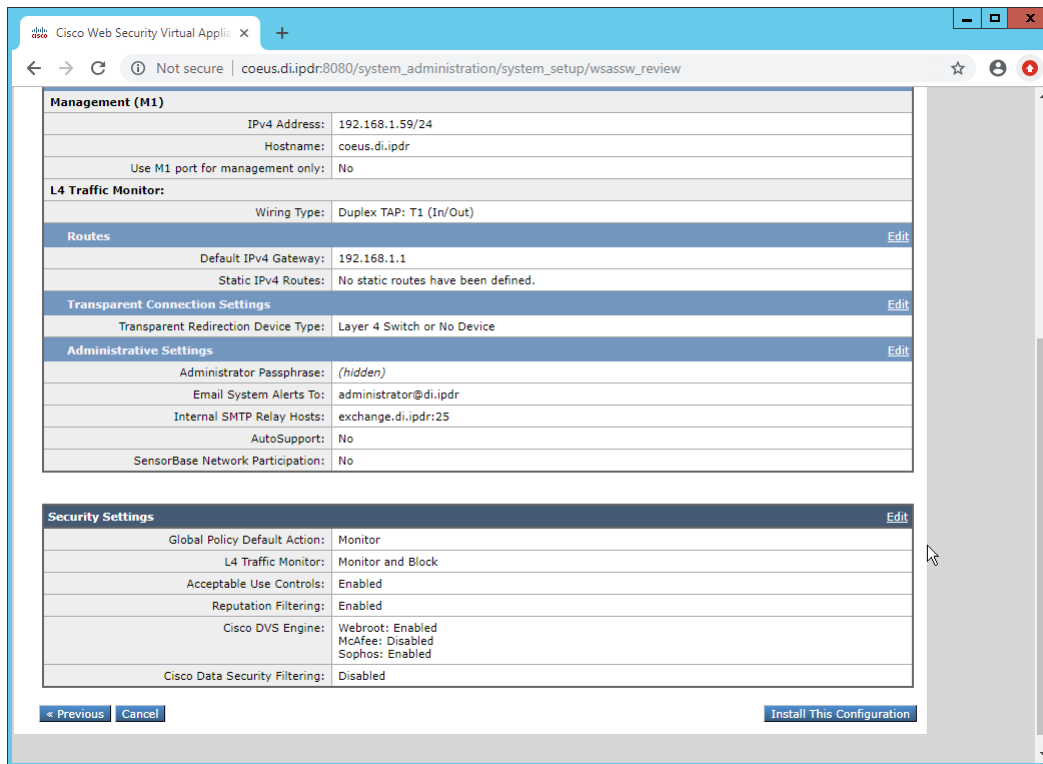 Cisco Web Security Virtual Applia
Not secure | coeus.di.ipdr:8080/system_administration/system_setup/wsassw_review
Management (M1)
IPv4 Address: 192.168.1.59/24
Hostname: coeus.di.ipdr
Use M1 port for management only: No
L4 Traffic Monitor:
Wiring Type: Duplex TAP: T1 (In/Out)
Routes Edit
Default IPv4 Gateway: 192.168.1.1
Static IPv4 Routes: No static routes have been defined.
Transparent Connection Settings Edit
Transparent Redirection Device Type: Layer 4 Switch or No Device
Administrative Settings Edit
Administrator Passphrase: (hidden)
Email System Alerts To: administrator@di.ipdr
Internal SMTP Relay Hosts: exchange.di.ipdr:25
AutoSupport: No
SensorBase Network Participation: No
Security Settings Edit
Global Policy Default Action: Monitor
L4 Traffic Monitor: Monitor and Block
Acceptable Use Controls: Enabled
Reputation Filtering: Enabled
Cisco DVS Engine: Webroot: Enabled
McAfee: Disabled
Sophos: Enabled
Cisco Data Security Filtering: Disabled
« Previous Cancel Install This Configuration